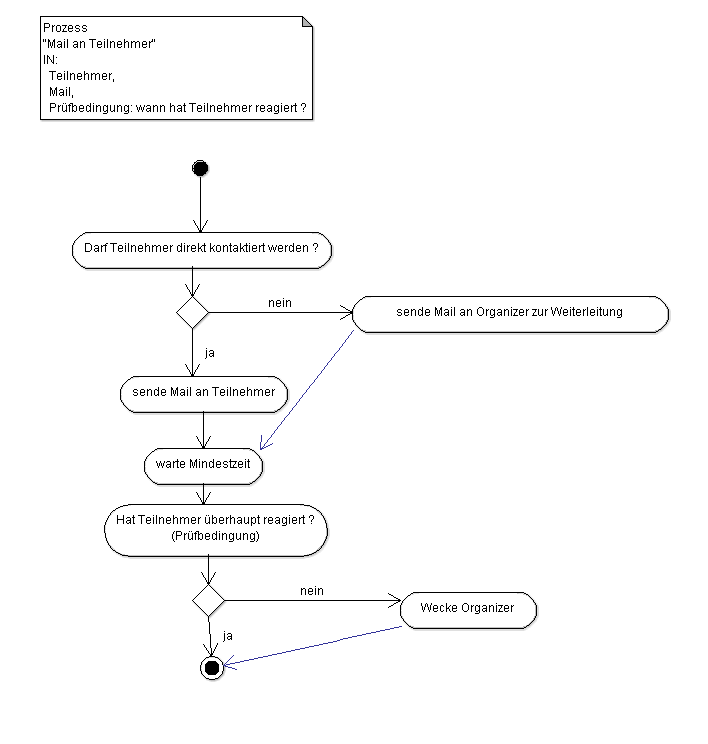 Prozess
"Mail an Teilnehmer"
IN:
Teilnehmer,
Mail,
Prüfbedingung: wann hat Teilnehmer reagiert ?
Darf Teilnehmer direkt kontaktiert werden ?
nein
sende Mail an Organizer zur Weiterleitung
ja
sende Mail an Teilnehmer
warte Mindestzeit
Hat Teilnehmer überhaupt reagiert ?
(Prüfbedingung)
nein
Wecke Organizer
ja